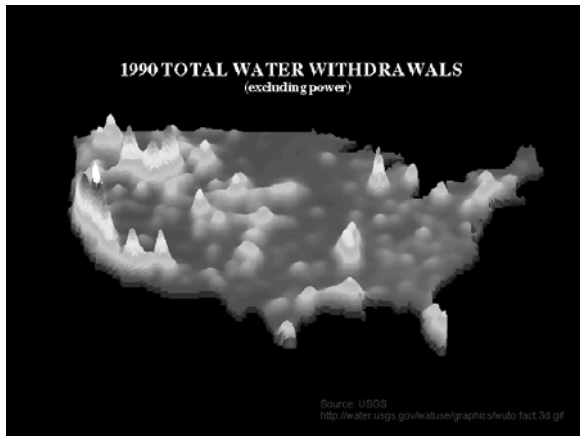 1990 TOTAL WATER WITHDRAWALS
(excluding power)
Source: USGS
http://water.usgs.gov/watuse/graphics/wuto.fact.3d.gif